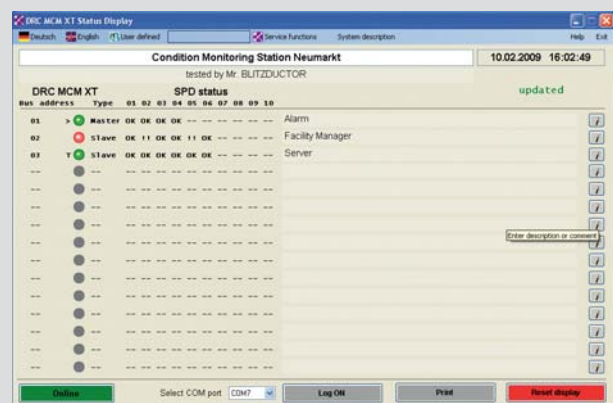 DRC MCM XT Status Display
Deutsch English User defined Service functions System description Help Exit
Condition Monitoring Station Neumarkt 10.02.2009 16:02:49
tested by Mr. BLITZDUCTOR
DRC MCM XT SPD status updated
Bus address Type 01 02 03 04 05 06 07 08 09 10
01 > Master OK OK OK OK -- -- -- -- -- -- Alarm i
02 Slave OK !! OK OK !! OK -- -- -- -- Facility Manager i
03 T Slave OK OK OK OK OK OK -- -- -- -- Server i
-- -- -- -- -- -- -- -- -- -- -- -- i
-- -- -- -- -- -- -- -- -- -- -- -- i
-- -- -- -- -- -- -- -- -- -- -- -- i
-- -- -- -- -- -- -- -- -- -- -- -- i
Enter description or comment
-- -- -- -- -- -- -- -- -- -- -- -- i
-- -- -- -- -- -- -- -- -- -- -- -- i
-- -- -- -- -- -- -- -- -- -- -- -- i
-- -- -- -- -- -- -- -- -- -- -- -- i
-- -- -- -- -- -- -- -- -- -- -- -- i
-- -- -- -- -- -- -- -- -- -- -- -- i
-- -- -- -- -- -- -- -- -- -- -- -- i
-- -- -- -- -- -- -- -- -- -- -- -- i
Online Select COM port COM7 Log ON Print Reset display